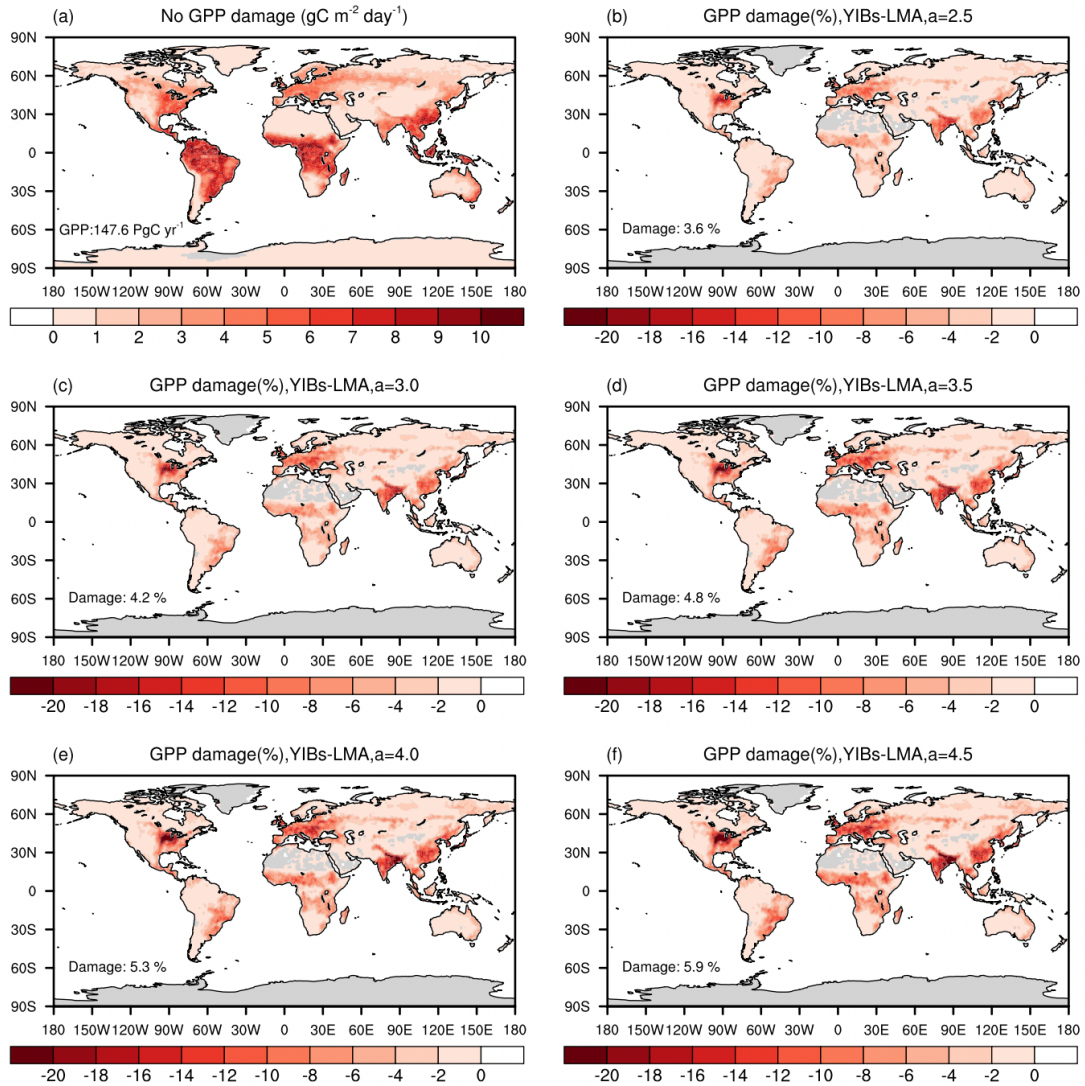 (a) No GPP damage (gC m⁻² day⁻¹)
90N
60N
30N
0
30S
60S
90S
GPP:147.6 PgC yr⁻¹
180 150W 120W 90W 60W 30W 0 30E 60E 90E 120E 150E 180
0 1 2 3 4 5 6 7 8 9 10
(b) GPP damage(%),YIBs-LMA,a=2.5
90N
60N
30N
0
30S
60S
90S
Damage: 3.6 %
180 150W 120W 90W 60W 30W 0 30E 60E 90E 120E 150E 180
-20 -18 -16 -14 -12 -10 -8 -6 -4 -2 0
(c) GPP damage(%),YIBs-LMA,a=3.0
90N
60N
30N
0
30S
60S
90S
Damage: 4.2 %
180 150W 120W 90W 60W 30W 0 30E 60E 90E 120E 150E 180
-20 -18 -16 -14 -12 -10 -8 -6 -4 -2 0
(d) GPP damage(%),YIBs-LMA,a=3.5
90N
60N
30N
0
30S
60S
90S
Damage: 4.8 %
180 150W 120W 90W 60W 30W 0 30E 60E 90E 120E 150E 180
-20 -18 -16 -14 -12 -10 -8 -6 -4 -2 0
(e) GPP damage(%),YIBs-LMA,a=4.0
90N
60N
30N
0
30S
60S
90S
Damage: 5.3 %
180 150W 120W 90W 60W 30W 0 30E 60E 90E 120E 150E 180
-20 -18 -16 -14 -12 -10 -8 -6 -4 -2 0
(f) GPP damage(%),YIBs-LMA,a=4.5
90N
60N
30N
0
30S
60S
90S
Damage: 5.9 %
180 150W 120W 90W 60W 30W 0 30E 60E 90E 120E 150E 180
-20 -18 -16 -14 -12 -10 -8 -6 -4 -2 0